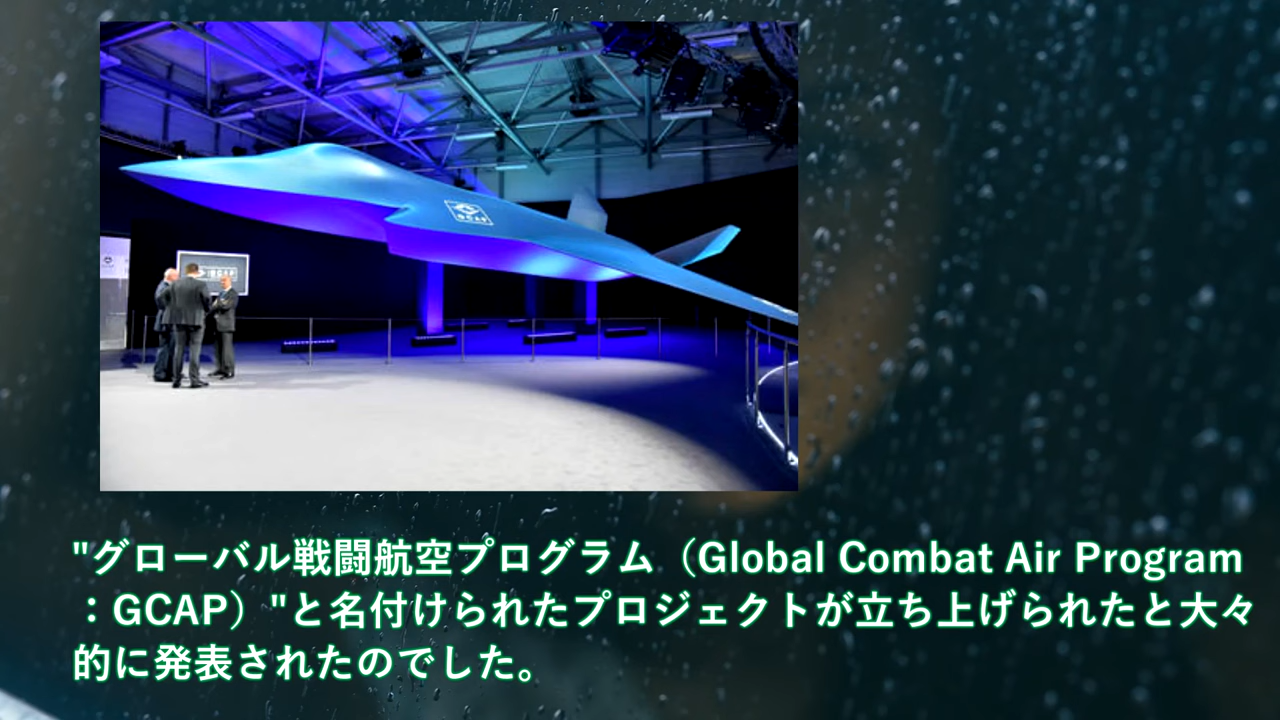 GCAP
GCAP
"グローバル戦闘航空プログラム（Global Combat Air Program
：GCAP）"と名付けられたプロジェクトが立ち上げられたと大々
的に発表されたのでした。